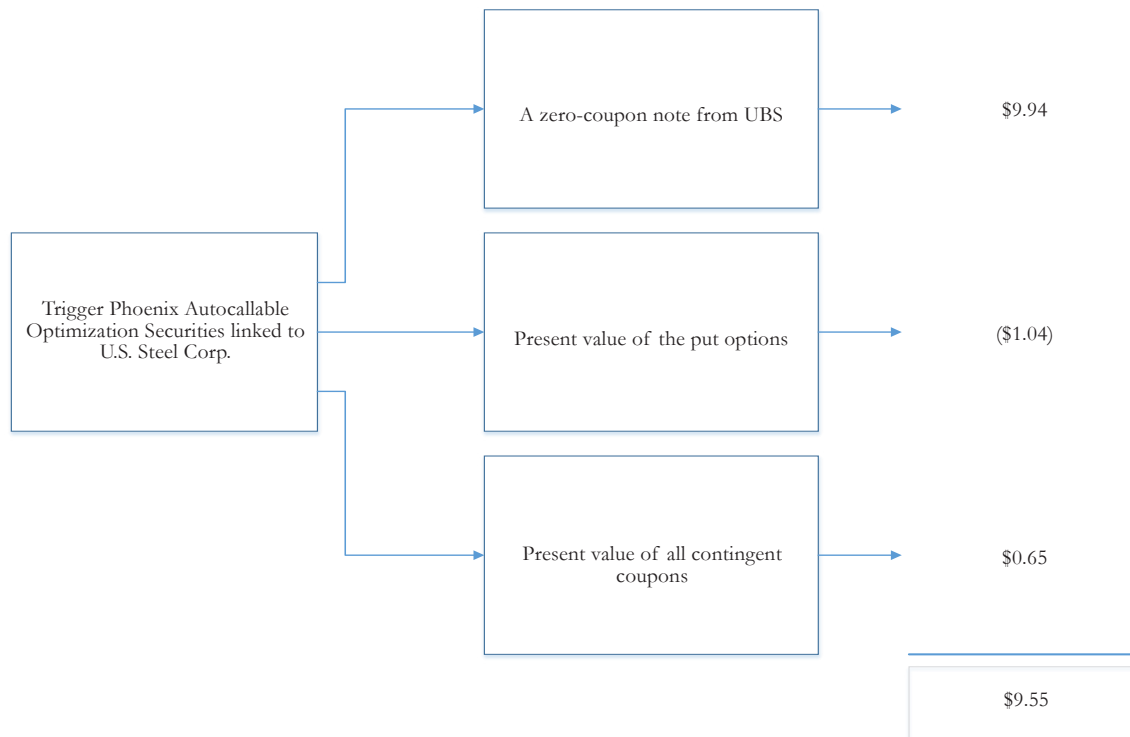 A zero-coupon note from UBS
$9.94
Trigger Phoenix Autocallable
Optimization Securities linked to
U.S. Steel Corp.
Present value of the put options
($1.04)
Present value of all contingent
coupons
$0.65
$9.55